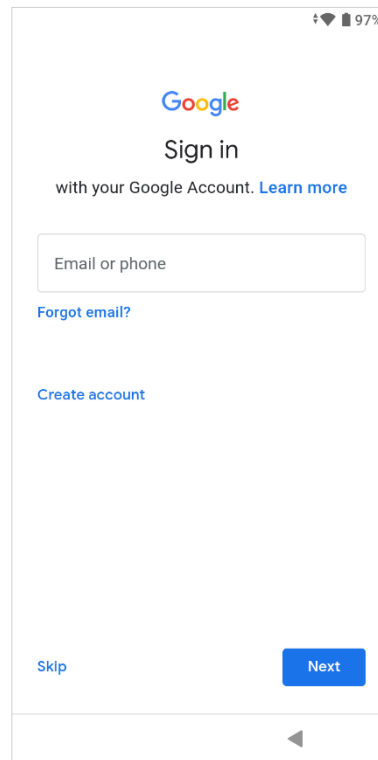 97%
Google
Sign in
with your Google Account. Learn more
Email or phone
Forgot email?
Create account
Skip
Next